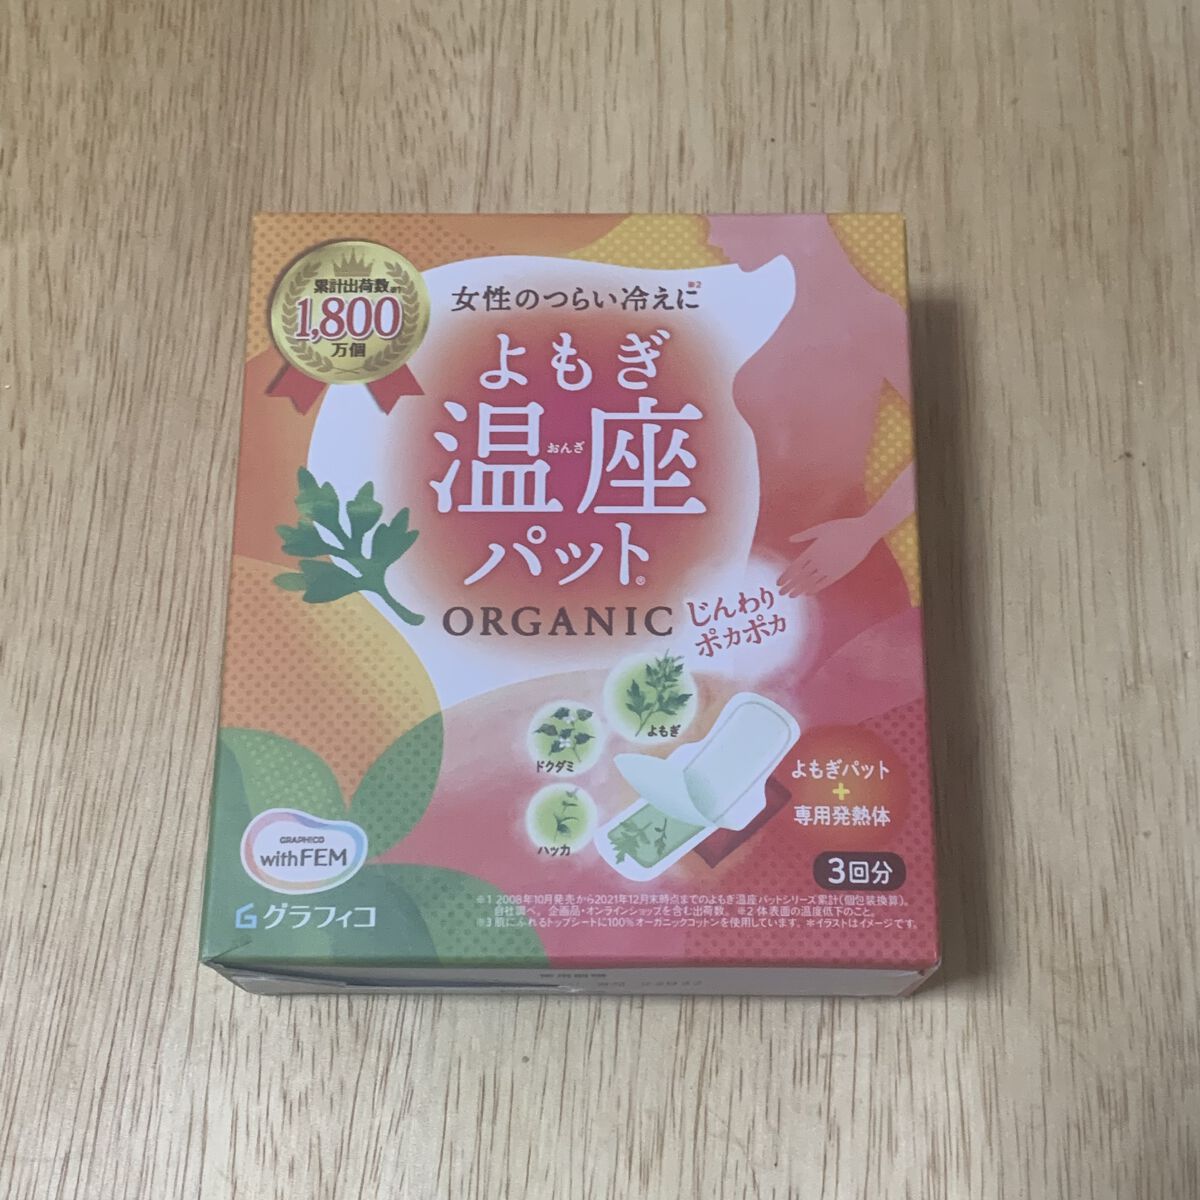 累計出荷数※1
1,800
万個
女性のつらい冷えに※2
よもぎ
温座
おんざ
パット®
ORGANIC
じんわり
ポカポカ
よもぎ
ドクダミ
ハッカ
よもぎパット
+
専用発熱体
3回分
GRAPHICO
withFEM
グラフィコ
※1 2008年10月発売から2021年12月末時点までのよもぎ温座パットシリーズ累計(個包装換算)。
自社調べ。企画品・オンラインショップを含む出荷数。※2 体表面の温度低下のこと。
※3 肌にふれるトップシートに100%オーガニックコットンを使用しています。＊イラストはイメージです。